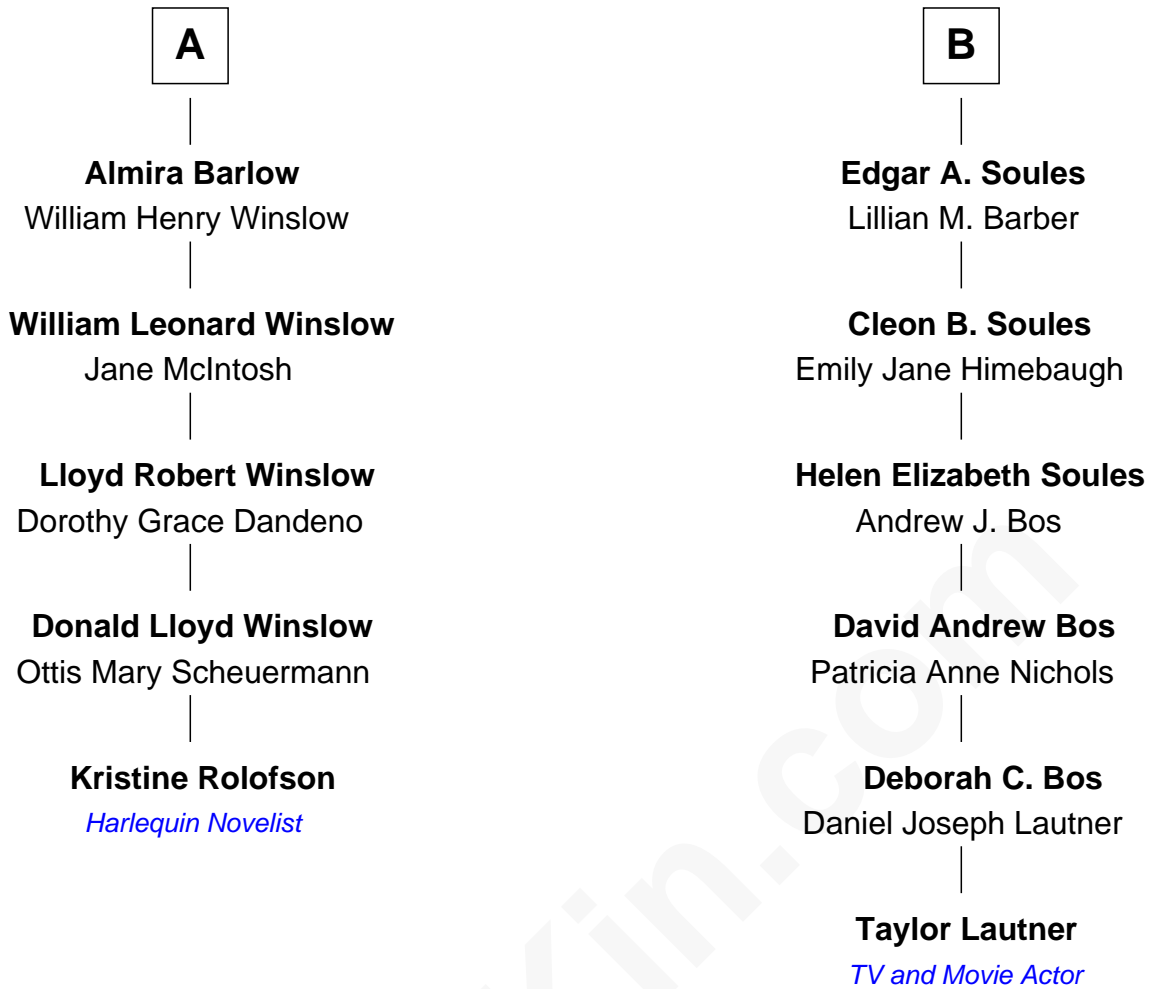 A
Almira Barlow
William Henry Winslow
William Leonard Winslow
Jane McIntosh
Lloyd Robert Winslow
Dorothy Grace Dandeno
Donald Lloyd Winslow
Ottis Mary Scheuermann
Kristine Rolofson
Harlequin Novelist
B
Edgar A. Soules
Lillian M. Barber
Cleon B. Soules
Emily Jane Himebaugh
Helen Elizabeth Soules
Andrew J. Bos
David Andrew Bos
Patricia Anne Nichols
Deborah C. Bos
Daniel Joseph Lautner
Taylor Lautner
TV and Movie Actor
Kin.com